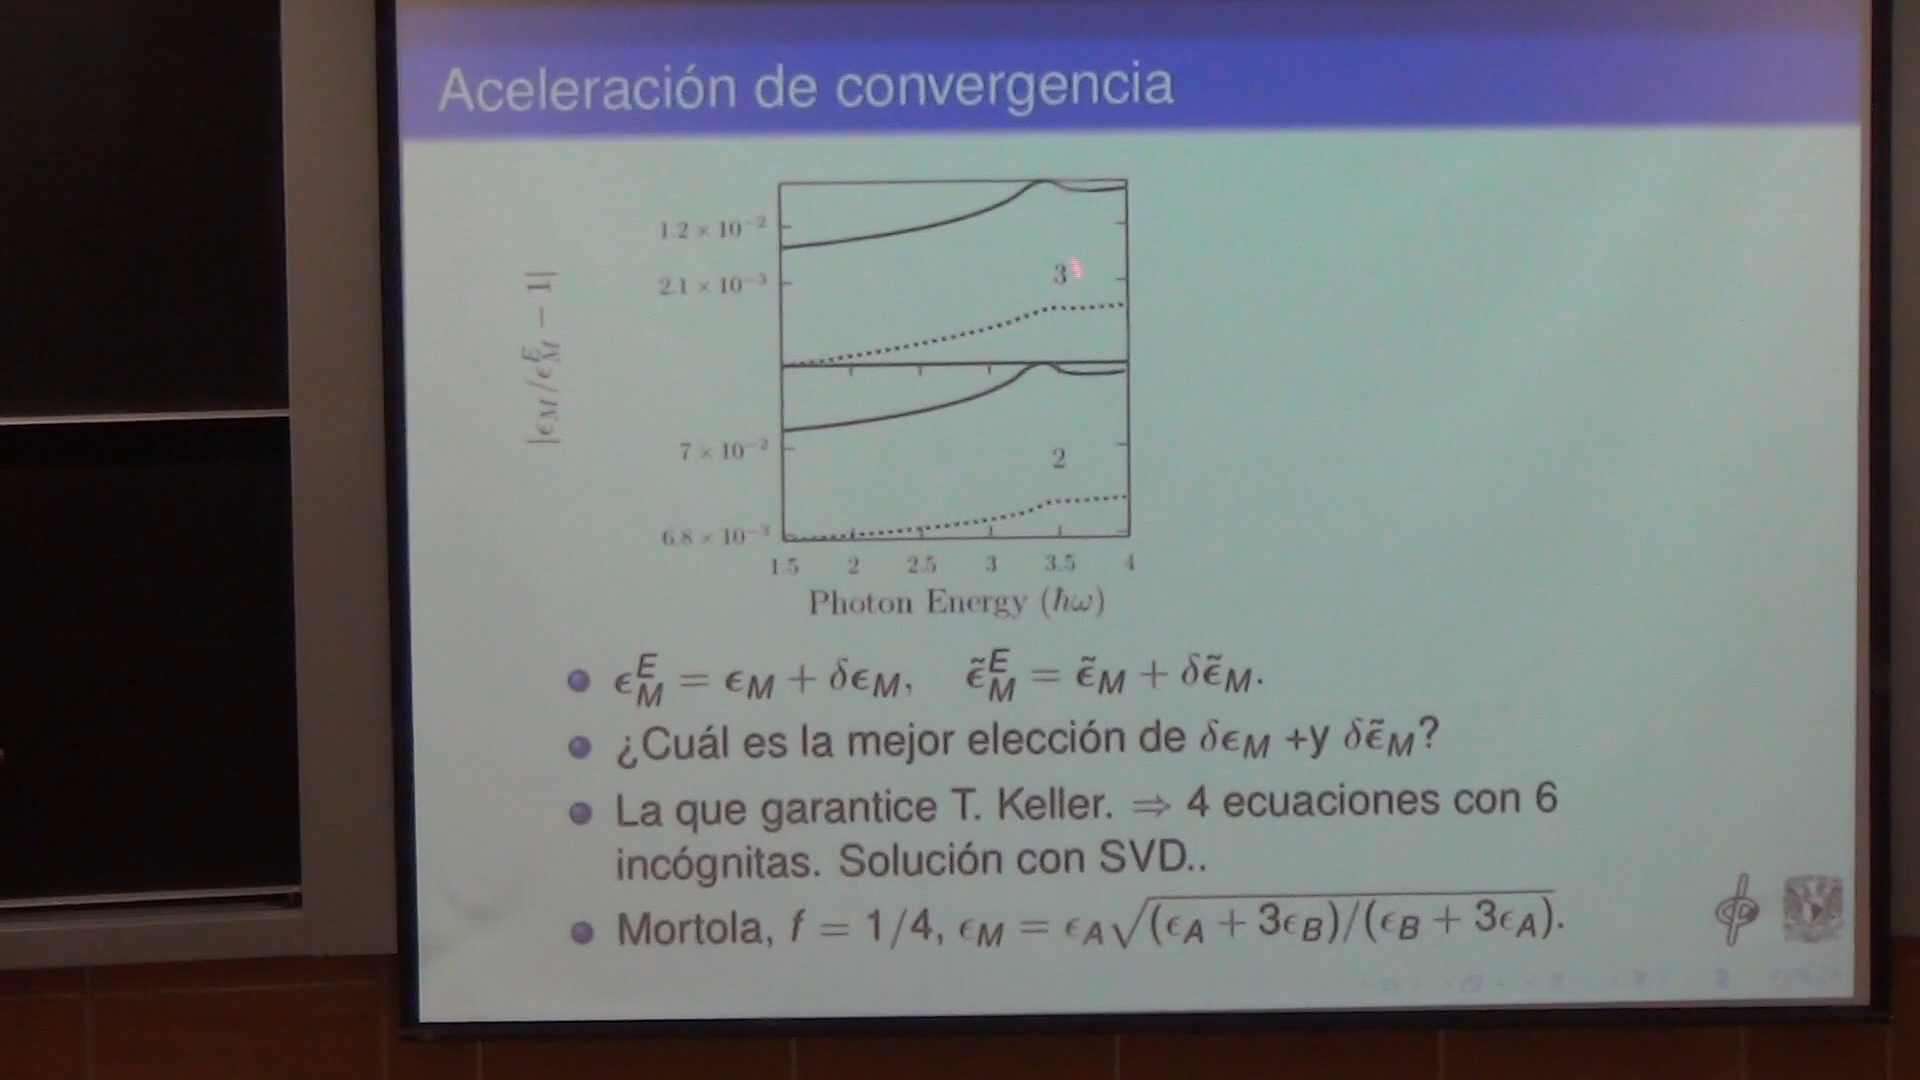 Aceleración de convergencia
1.2 × 10⁻²
3
2.1 × 10⁻³
|ϵ_M/ϵ_M^E − 1|
7 × 10⁻²
2
6.8 × 10⁻³
1.5 2 2.5 3 3.5 4
Photon Energy (ħω)
ϵ_M^E = ϵ_M + δϵ_M, ϵ̃_M^E = ϵ̃_M + δϵ̃_M.
¿Cuál es la mejor elección de δϵ_M +y δϵ̃_M?
La que garantice T. Keller. ⇒ 4 ecuaciones con 6
incógnitas. Solución con SVD..
Mortola, f = 1/4, ϵ_M = ϵ_A√(ϵ_A + 3ϵ_B)/(ϵ_B + 3ϵ_A).